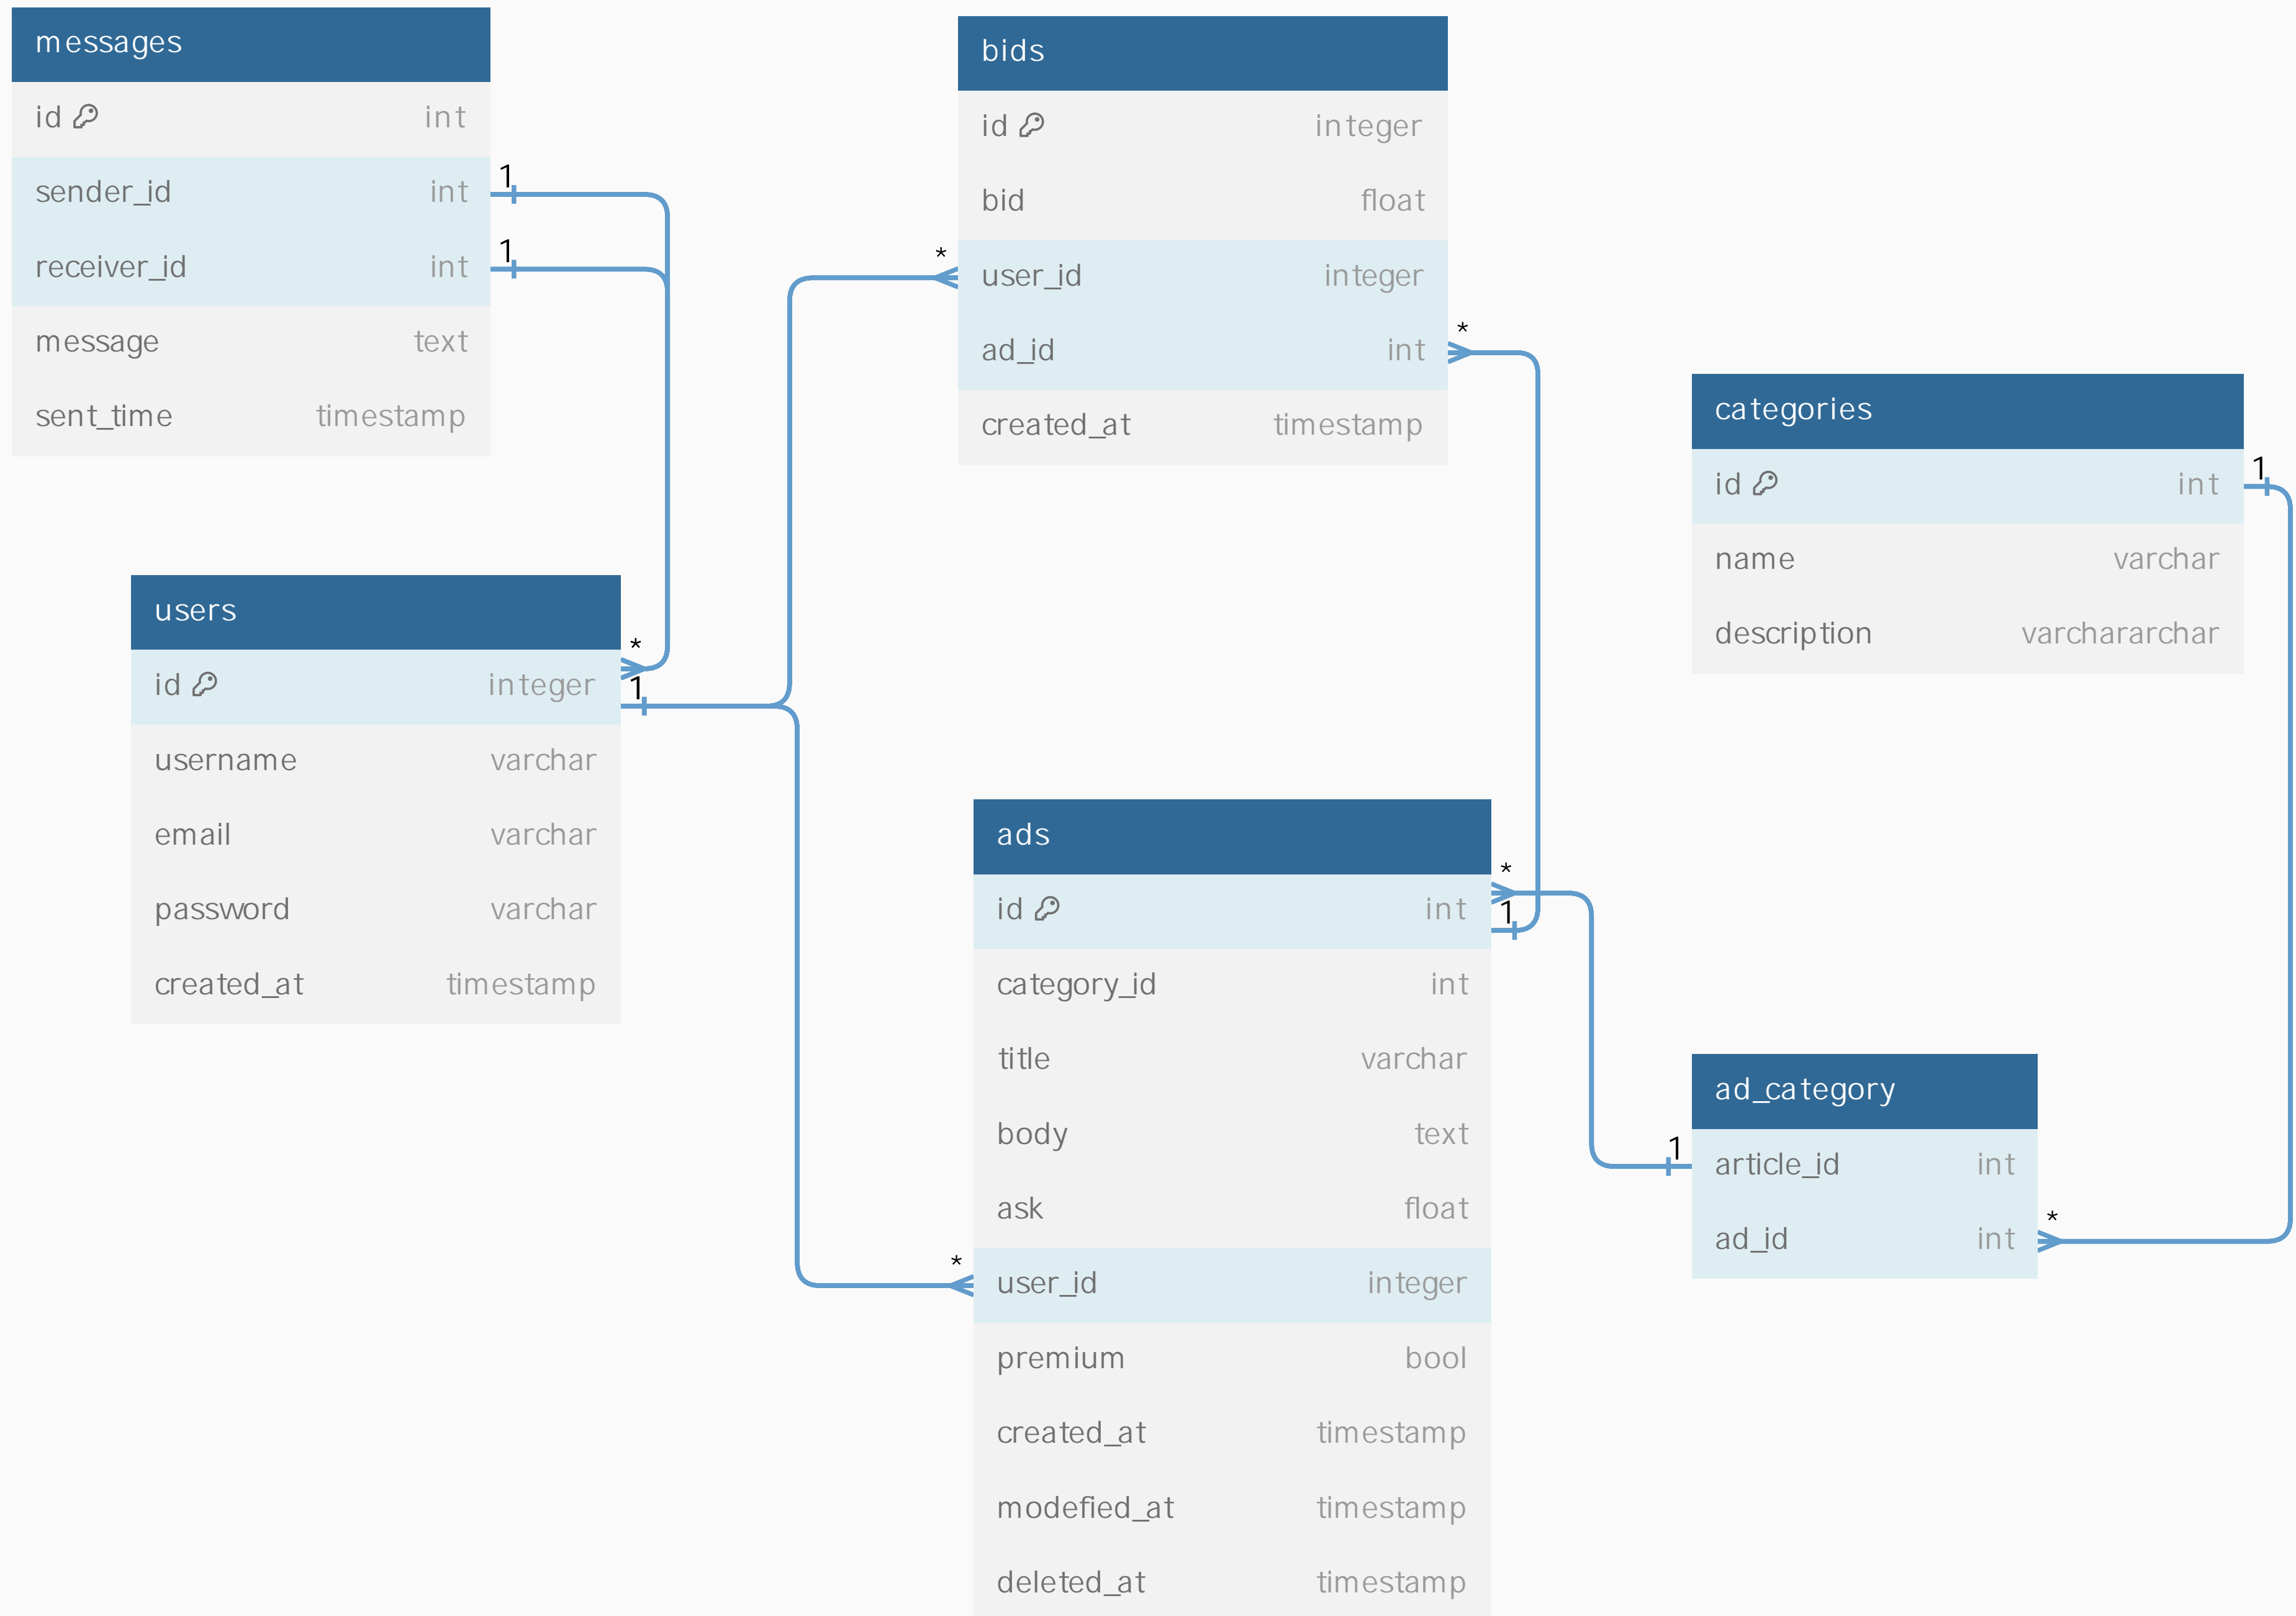 messages
id int
sender_id int
receiver_id int
message text
sent_time timestamp
1
1
bids
id integer
bid float
user_id integer
ad_id int
created_at timestamp
*
*
categories
id int
name varchar
description varchararchar
1
users
id integer
username varchar
email varchar
password varchar
created_at timestamp
*
1
ads
id int
category_id int
title varchar
body text
ask float
user_id integer
premium bool
created_at timestamp
modefied_at timestamp
deleted_at timestamp
*
1
*
ad_category
article_id int
ad_id int
1
*